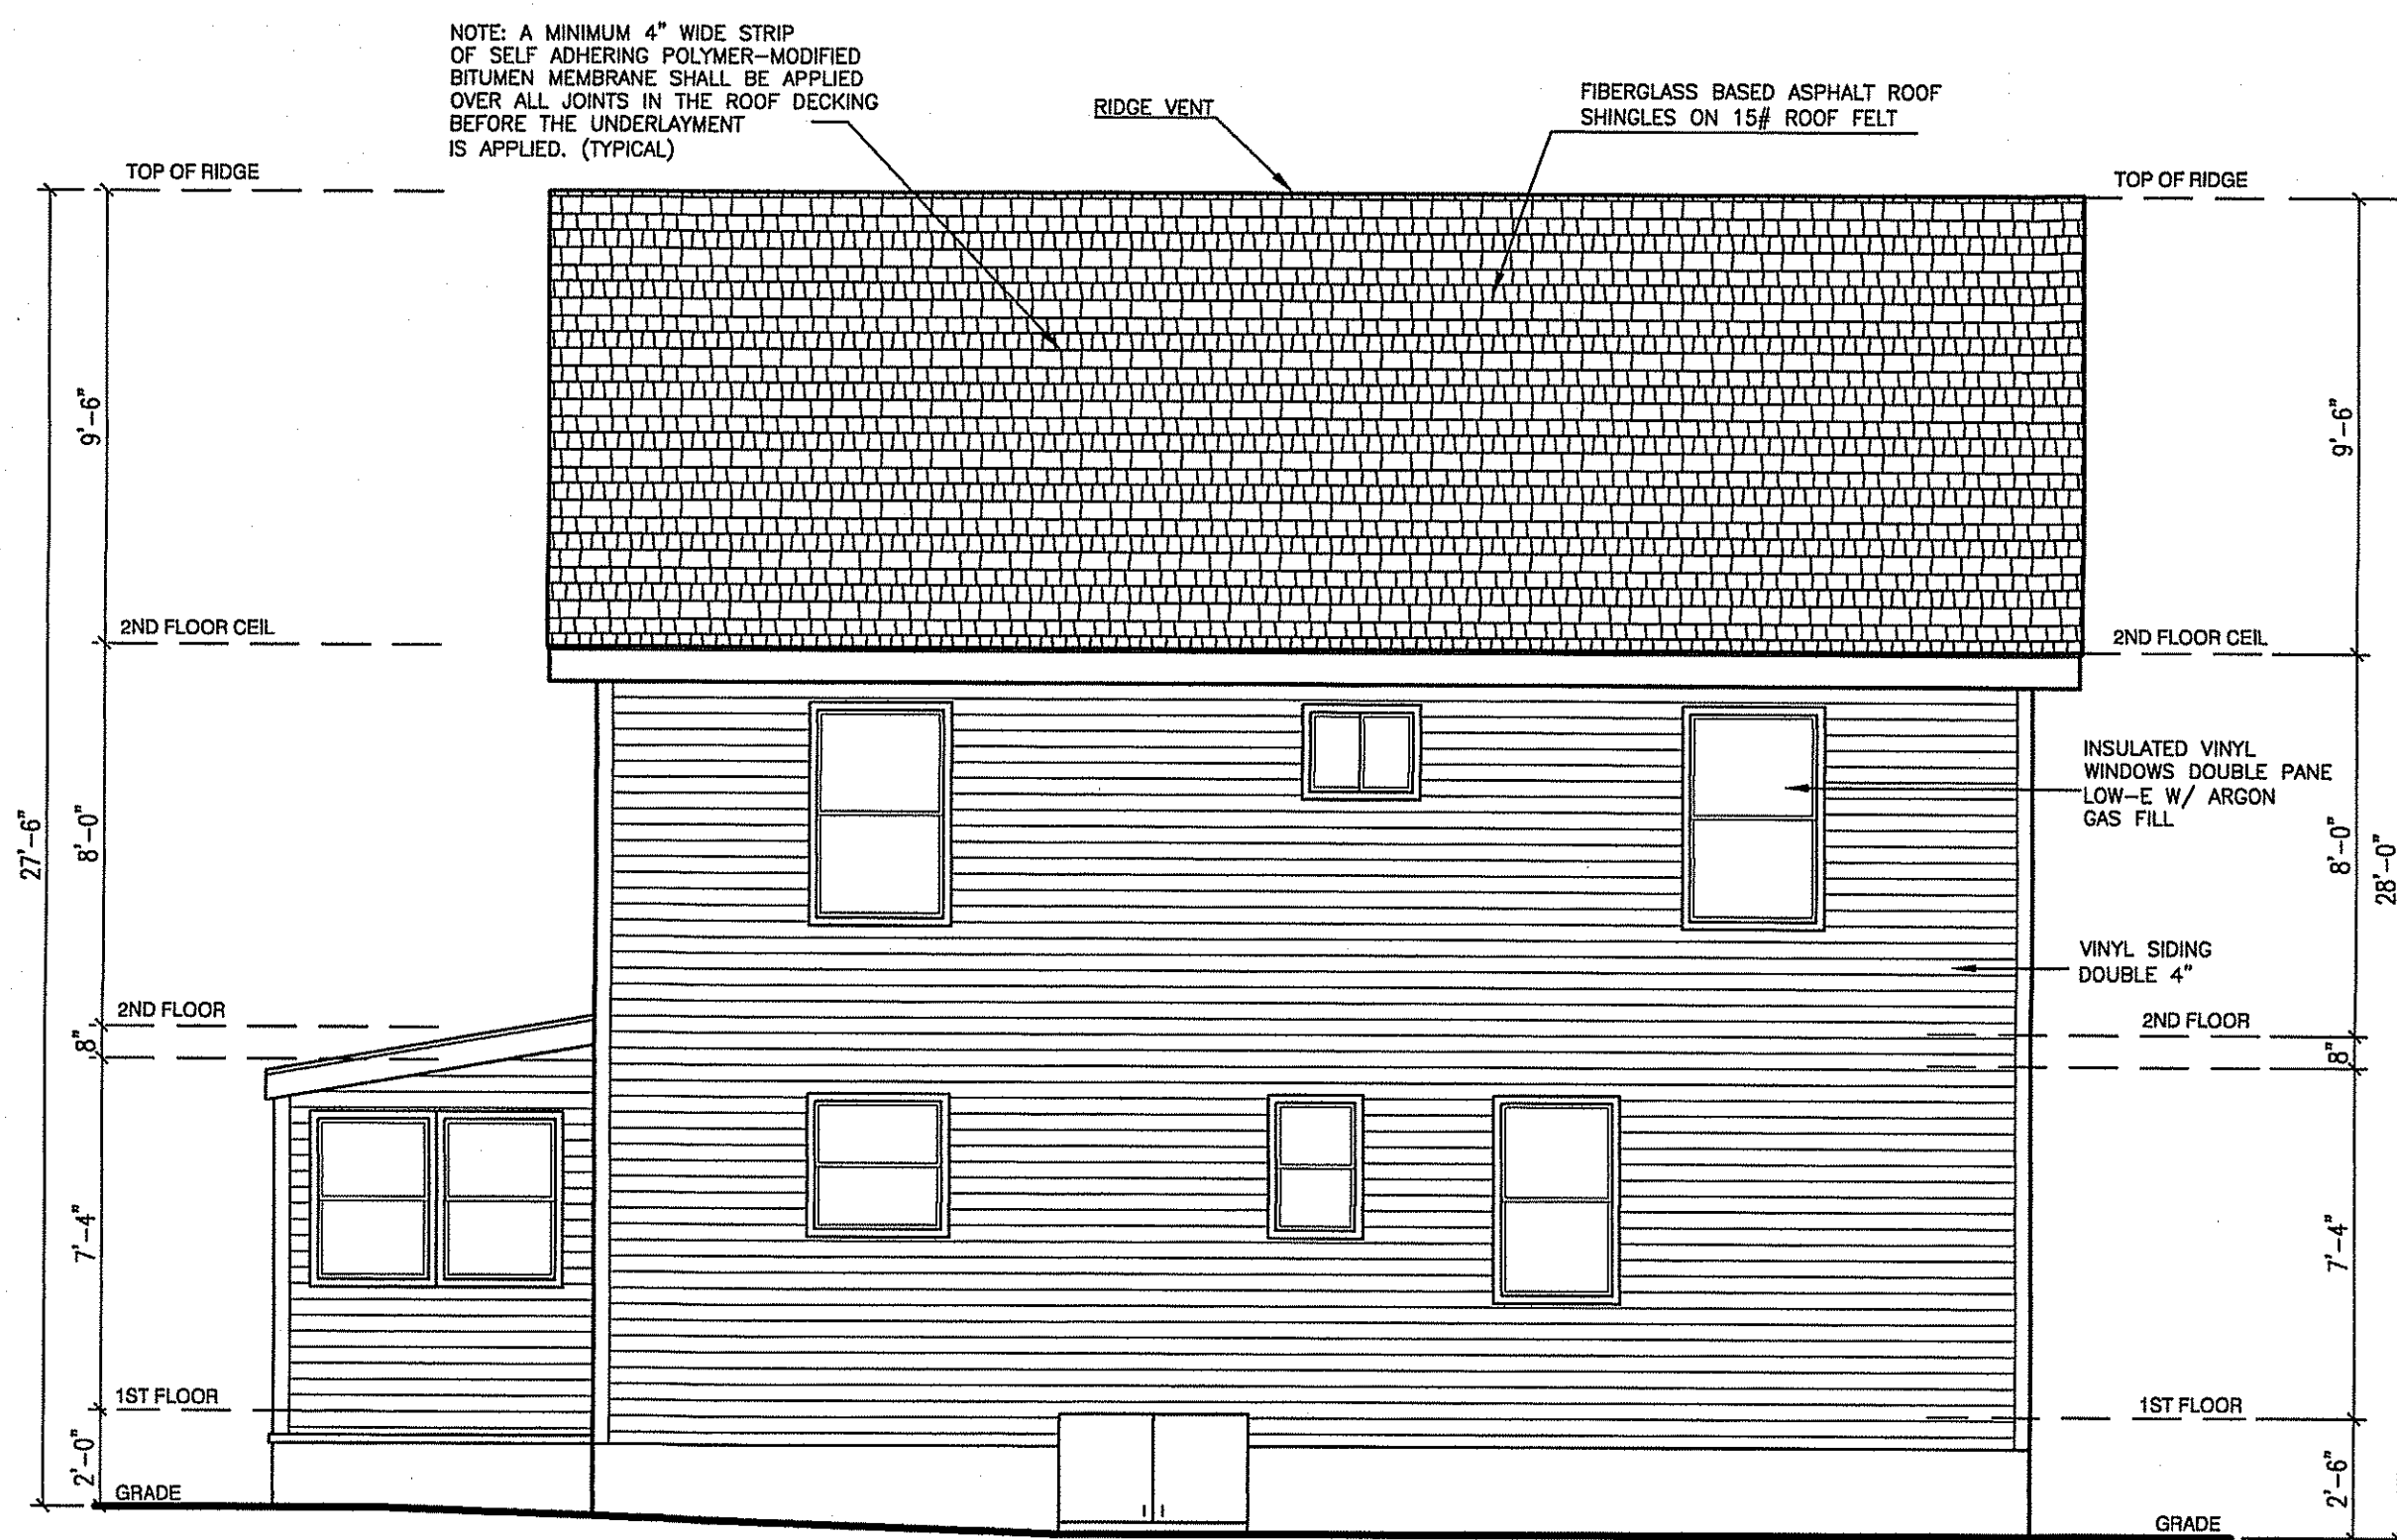 NOTE: A MINIMUM 4" WIDE STRIP
OF SELF ADHERING POLYMER-MODIFIED
BITUMEN MEMBRANE SHALL BE APPLIED
OVER ALL JOINTS IN THE ROOF DECKING
BEFORE THE UNDERLAYMENT
IS APPLIED. (TYPICAL)
RIDGE VENT
FIBERGLASS BASED ASPHALT ROOF
SHINGLES ON 15# ROOF FELT
TOP OF RIDGE
TOP OF RIDGE
9'-6"
9'-6"
2ND FLOOR CEIL
2ND FLOOR CEIL
INSULATED VINYL
WINDOWS DOUBLE PANE
LOW-E W/ ARGON
GAS FILL
27'-6"
8'-0"
8'-0"
28'-0"
VINYL SIDING
DOUBLE 4"
2ND FLOOR
2ND FLOOR
8"
8"
7'-4"
7'-4"
1ST FLOOR
1ST FLOOR
2'-0"
2'-6"
GRADE
GRADE